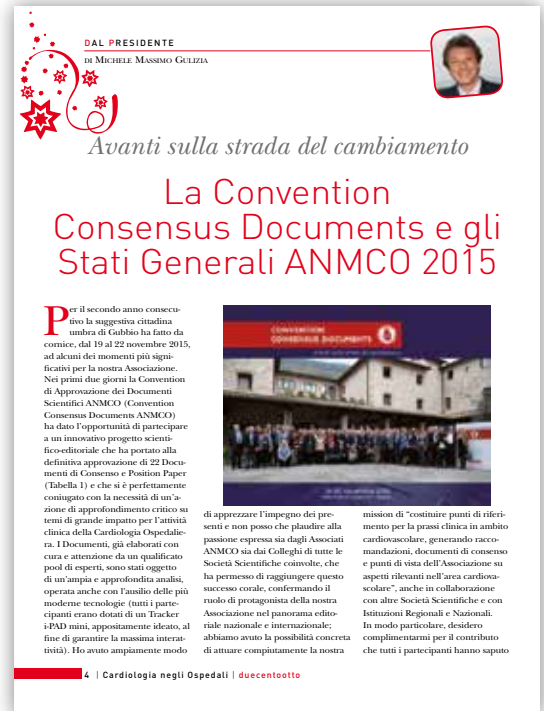 DAL PRESIDENTE
DI MICHELE MASSIMO GULIZIA
Avanti sulla strada del cambiamento
La Convention
Consensus Documents e gli
Stati Generali ANMCO 2015
Per il secondo anno consecu-
tivo la suggestiva cittadina
umbra di Gubbio ha fatto da
cornice, dal 19 al 22 novembre 2015,
ad alcuni dei momenti più signi-
ficativi per la nostra Associazione.
Nei primi due giorni la Convention
di Approvazione dei Documenti
Scientifici ANMCO (Convention
Consensus Documents ANMCO)
ha dato l'opportunità di partecipare
a un innovativo progetto scienti-
fico-editoriale che ha portato alla
definitiva approvazione di 22 Docu-
menti di Consenso e Position Paper
(Tabella 1) e che si è perfettamente
coniugato con la necessità di un'a-
zione di approfondimento critico su
temi di grande impatto per l'attività
clinica della Cardiologia Ospedalie-
ra. I Documenti, già elaborati con
cura e attenzione da un qualificato
pool di esperti, sono stati oggetto
di un'ampia e approfondita analisi,
operata anche con l'ausilio delle più
moderne tecnologie (tutti i parte-
cipanti erano dotati di un Tracker
i-PAD mini, appositamente ideato, al
fine di garantire la massima interat-
tività). Ho avuto ampiamente modo
CONVENTION
CONSENSUS DOCUMENTS
di apprezzare l'impegno dei pre-
senti e non posso che plaudire alla
passione espressa sia dagli Associati
ANMCO sia dai Colleghi di tutte le
Società Scientifiche coinvolte, che
ha permesso di raggiungere questo
successo corale, confermando il
ruolo di protagonista della nostra
Associazione nel panorama edito-
riale nazionale e internazionale;
abbiamo avuto la possibilità concreta
di attuare compiutamente la nostra
mission di "costituire punti di riferi-
mento per la prassi clinica in ambito
cardiovascolare, generando racco-
mandazioni, documenti di consenso
e punti di vista dell'Associazione su
aspetti rilevanti nell'area cardiova-
scolare", anche in collaborazione
con altre Società Scientifiche e con
Istituzioni Regionali e Nazionali.
In modo particolare, desidero
complimentarmi per il contributo
che tutti i partecipanti hanno saputo
4 | Cardiologia negli Ospedali | duecentootto